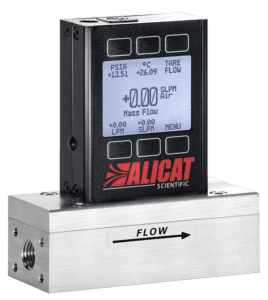 PSIA °C TARE
+13.51 +26.09 FLOW
+0.00 SLPM
Air
Mass Flow
+0.00 +0.00
LPM SLPM MENU
ALICAT
SCIENTIFIC
FLOW